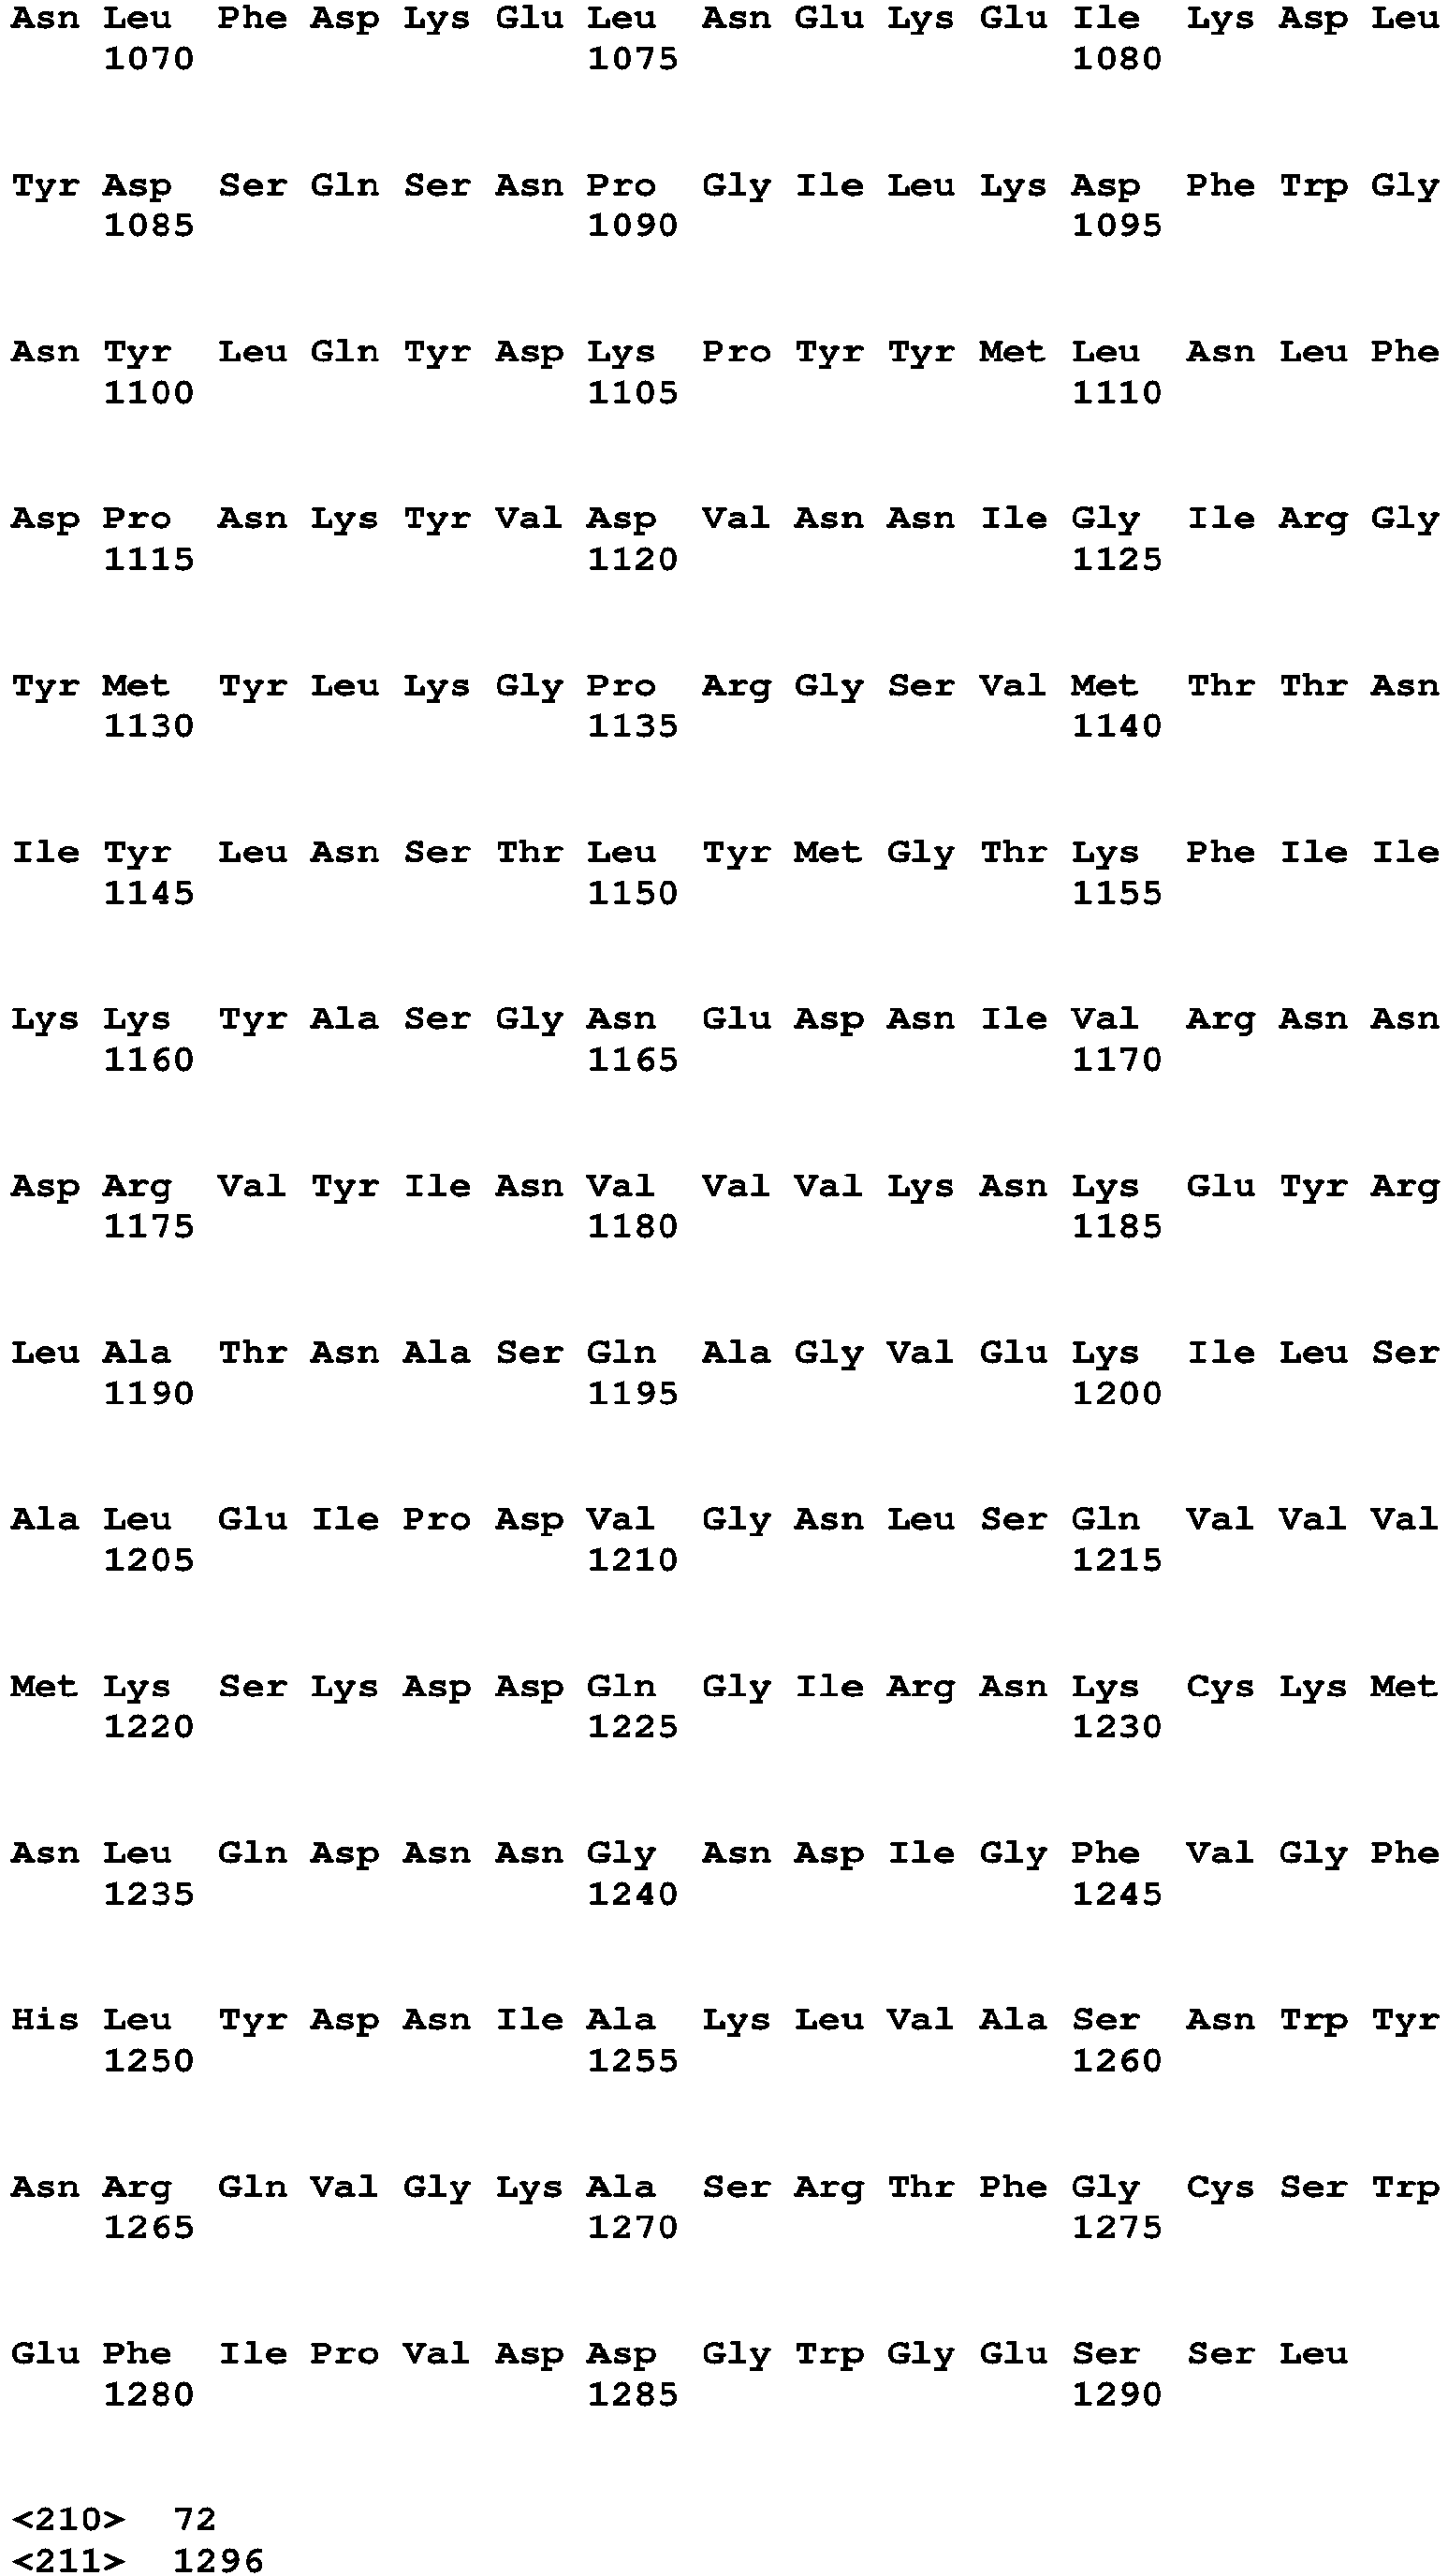 Asn Leu Phe Asp Lys Glu Leu Asn Glu Lys Glu Ile Lys Asp Leu
1070 1075 1080
Tyr Asp Ser Gln Ser Asn Pro Gly Ile Leu Lys Asp Phe Trp Gly
1085 1090 1095
Asn Tyr Leu Gln Tyr Asp Lys Pro Tyr Tyr Met Leu Asn Leu Phe
1100 1105 1110
Asp Pro Asn Lys Tyr Val Asp Val Asn Asn Ile Gly Ile Arg Gly
1115 1120 1125
Tyr Met Tyr Leu Lys Gly Pro Arg Gly Ser Val Met Thr Thr Asn
1130 1135 1140
Ile Tyr Leu Asn Ser Thr Leu Tyr Met Gly Thr Lys Phe Ile Ile
1145 1150 1155
Lys Lys Tyr Ala Ser Gly Asn Glu Asp Asn Ile Val Arg Asn Asn
1160 1165 1170
Asp Arg Val Tyr Ile Asn Val Val Val Lys Asn Lys Glu Tyr Arg
1175 1180 1185
Leu Ala Thr Asn Ala Ser Gln Ala Gly Val Glu Lys Ile Leu Ser
1190 1195 1200
Ala Leu Glu Ile Pro Asp Val Gly Asn Leu Ser Gln Val Val Val
1205 1210 1215
Met Lys Ser Lys Asp Asp Gln Gly Ile Arg Asn Lys Cys Lys Met
1220 1225 1230
Asn Leu Gln Asp Asn Asn Gly Asn Asp Ile Gly Phe Val Gly Phe
1235 1240 1245
His Leu Tyr Asp Asn Ile Ala Lys Leu Val Ala Ser Asn Trp Tyr
1250 1255 1260
Asn Arg Gln Val Gly Lys Ala Ser Arg Thr Phe Gly Cys Ser Trp
1265 1270 1275
Glu Phe Ile Pro Val Asp Asp Gly Trp Gly Glu Ser Ser Leu
1280 1285 1290
<210> 72
<211> 1296